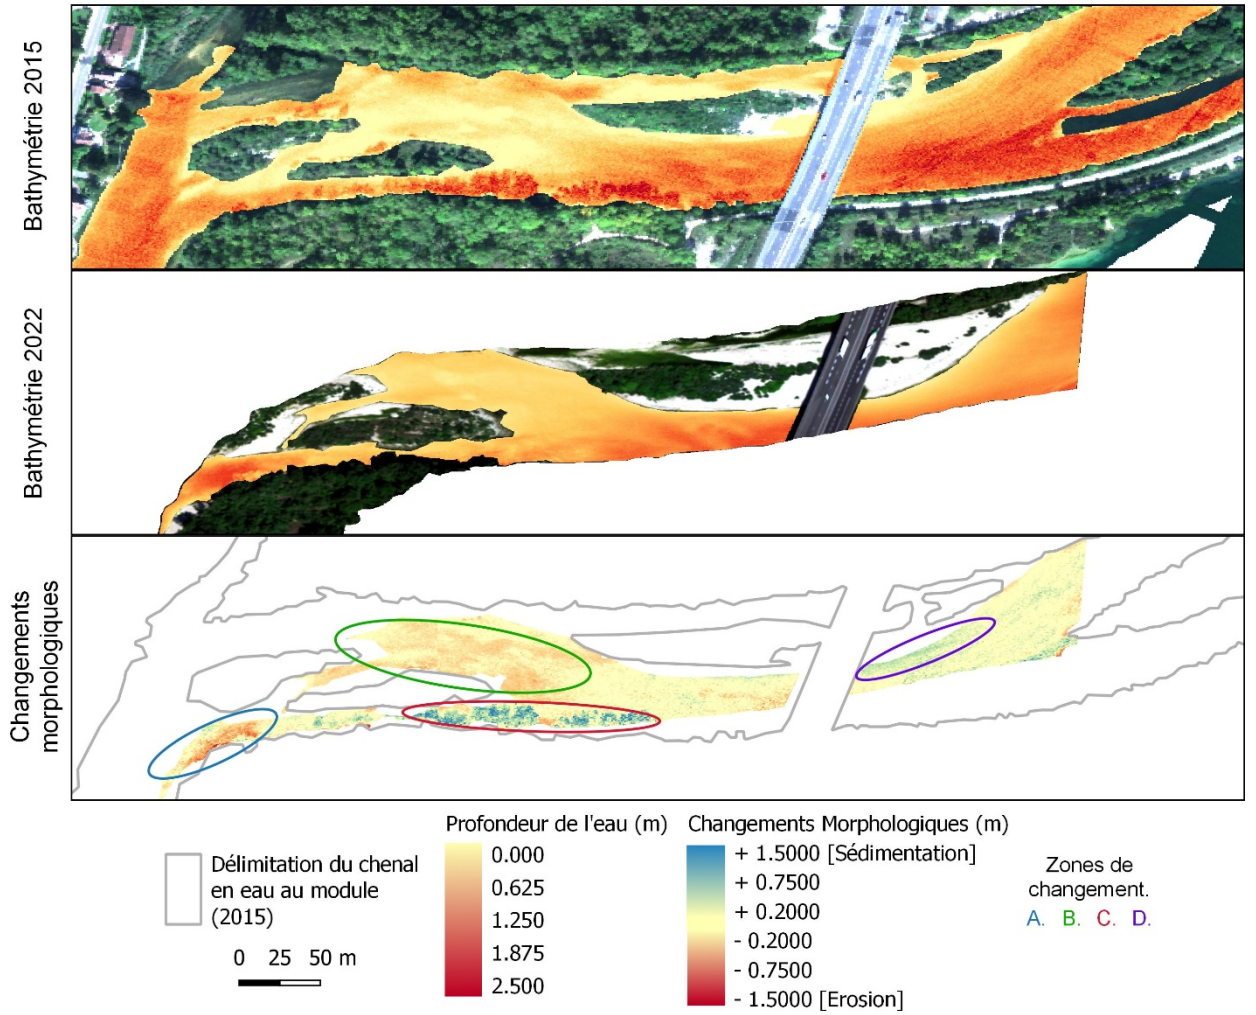 Bathymétrie 2015
Bathymétrie 2022
Changements
morphologiques
Délimitation du chenal
en eau au module
(2015)
0 25 50 m
Profondeur de l'eau (m)
0.000
0.625
1.250
1.875
2.500
Changements Morphologiques (m)
+ 1.5000 [Sédimentation]
+ 0.7500
+ 0.2000
- 0.2000
- 0.7500
- 1.5000 [Erosion]
Zones de
changement.
A. B. C. D.